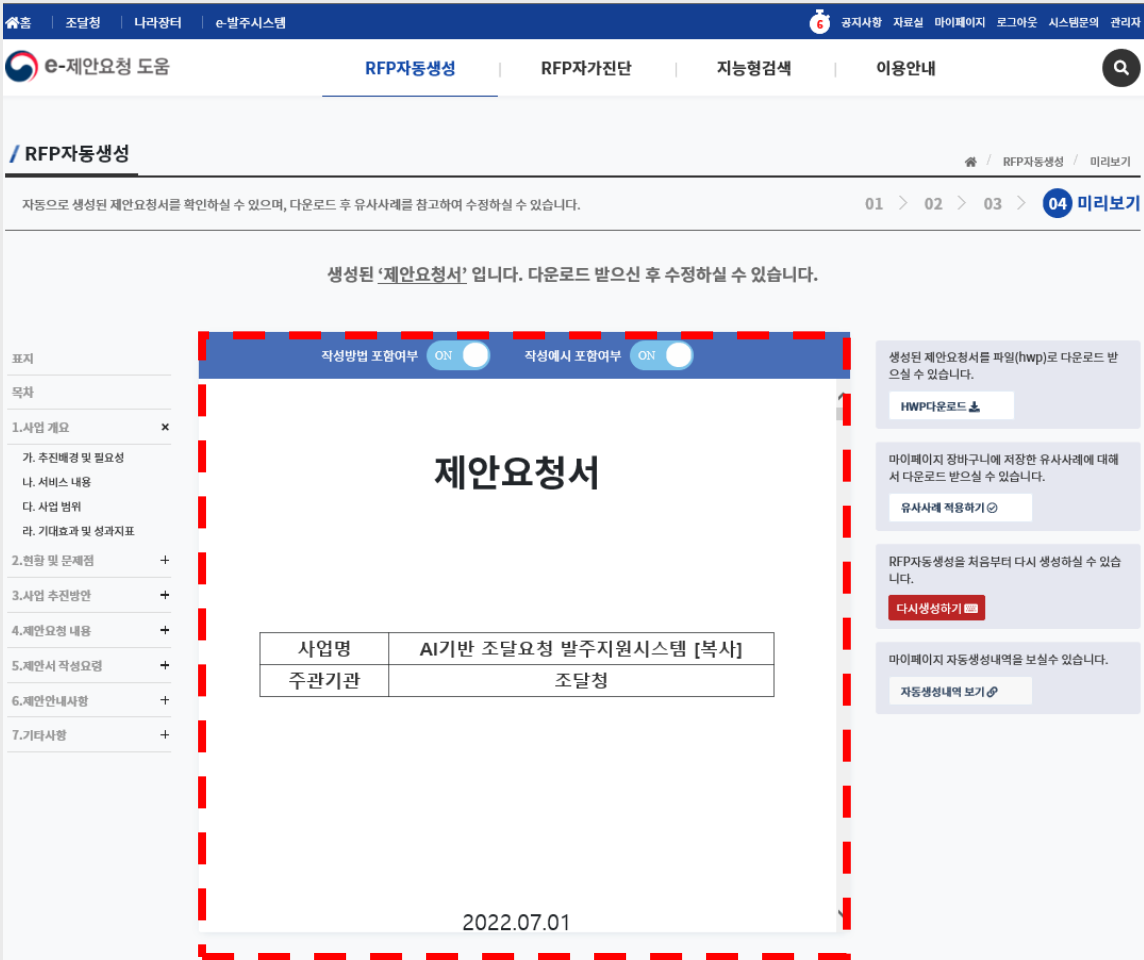 홈 조달청 나라장터 e-발주시스템
6 공지사항 자료실 마이페이지 로그아웃 시스템문의 관리자
e-제안요청 도움
RFP자동생성 RFP자가진단 지능형검색 이용안내
RFP자동생성
/ RFP자동생성 / 미리보기
자동으로 생성된 제안요청서를 확인하실 수 있으며, 다운로드 후 유사사례를 참고하여 수정하실 수 있습니다.
01 02 03 04 미리보기
생성된 ‘제안요청서’ 입니다. 다운로드 받으신 후 수정하실 수 있습니다.
표지
목차
1.사업 개요
가. 추진배경 및 필요성
나. 서비스 내용
다. 사업 범위
라. 기대효과 및 성과지표
2.현황 및 문제점 +
3.사업 추진방안 +
4.제안요청 내용 +
5.제안서 작성요령 +
6.제안안내사항 +
7.기타사항 +
작성방법 포함여부 ON 작성예시 포함여부 ON
제안요청서
사업명 AI기반 조달요청 발주지원시스템 [복사]
주관기관 조달청
2022.07.01
생성된 제안요청서를 파일(hwp)로 다운로드 받
으실 수 있습니다.
HWP다운로드
마이페이지 장바구니에 저장한 유사사례에 대해
서 다운로드 받으실 수 있습니다.
유사사례 적용하기
RFP자동생성을 처음부터 다시 생성하실 수 있습
니다.
다시생성하기
마이페이지 자동생성내역을 보실수 있습니다.
자동생성내역 보기